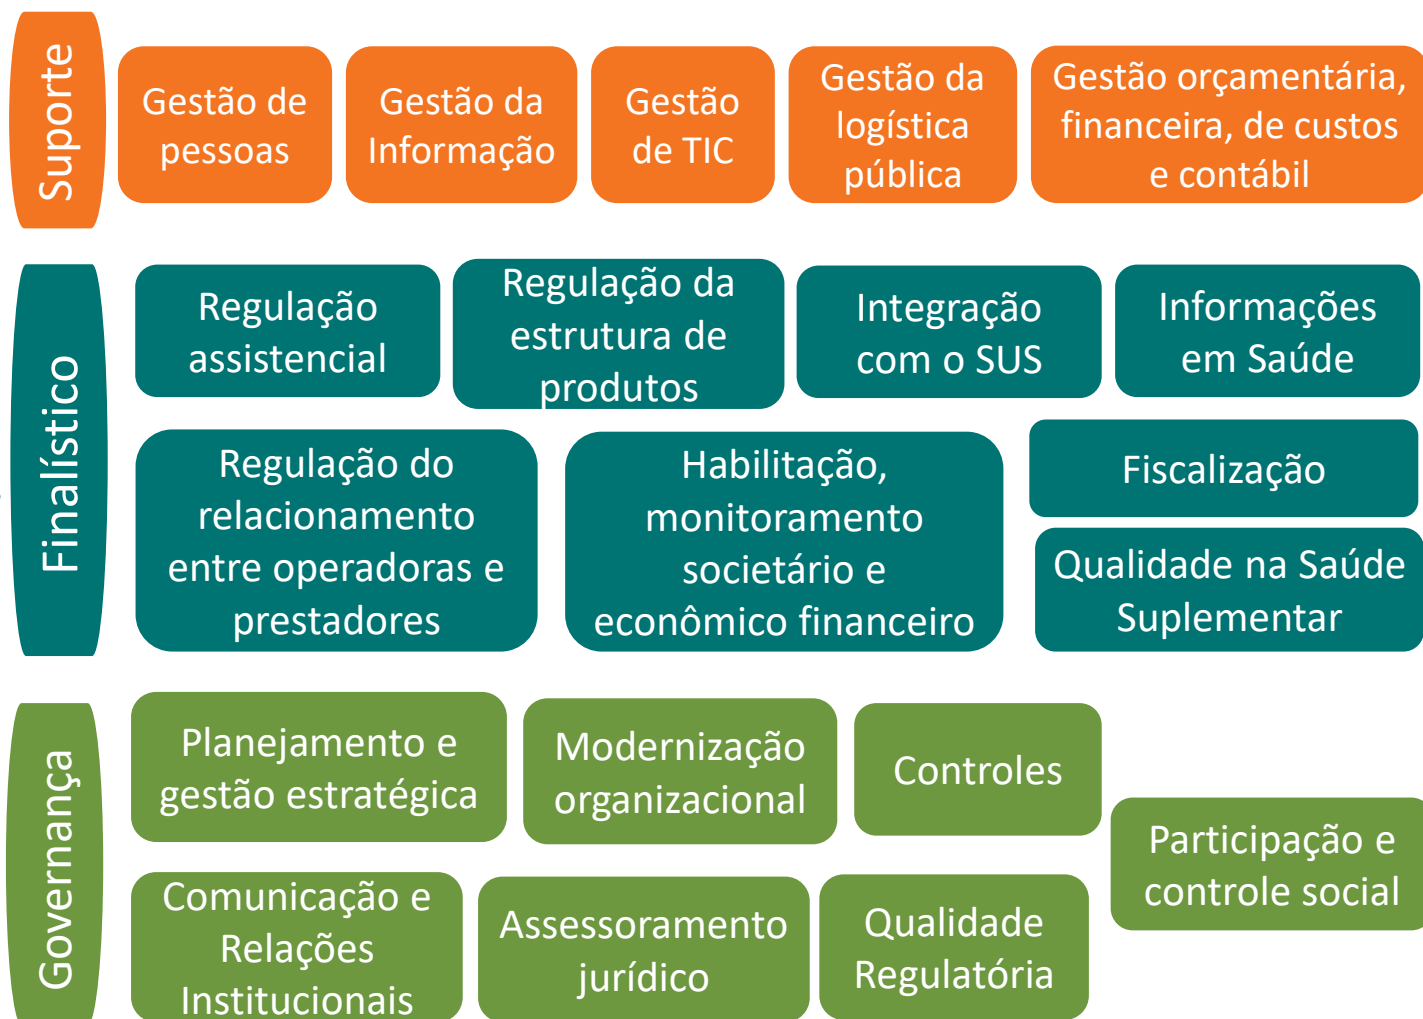 Suporte
Gestão de
pessoas
Gestão da
Informação
Gestão
de TIC
Gestão da
logística
pública
Gestão orçamentária,
financeira, de custos
e contábil
Finalístico
Regulação
assistencial
Regulação da
estrutura de
produtos
Integração
com o SUS
Informações
em Saúde
Regulação do
relacionamento
entre operadoras e
prestadores
Habilitação,
monitoramento
societário e
econômico financeiro
Fiscalização
Qualidade na Saúde
Suplementar
Governança
Planejamento e
gestão estratégica
Modernização
organizacional
Controles
Participação e
controle social
Comunicação e
Relações
Institucionais
Assessoramento
jurídico
Qualidade
Regulatória